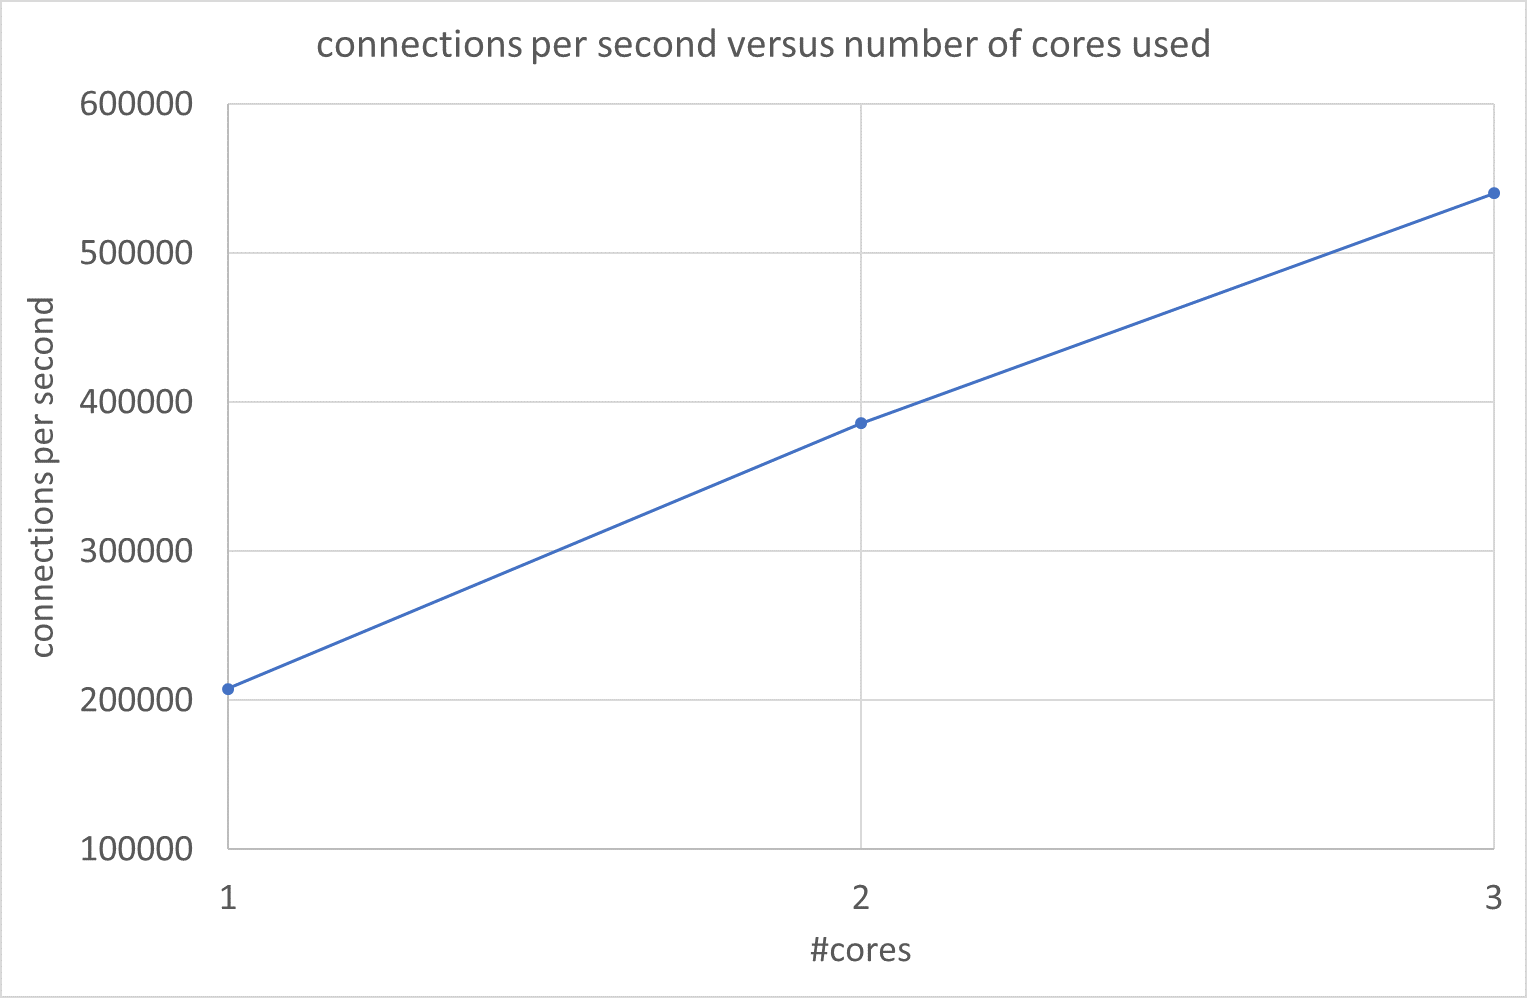 connections per second versus number of cores used
600000
500000
400000
300000
200000
100000
connections per second
1 2 3
#cores